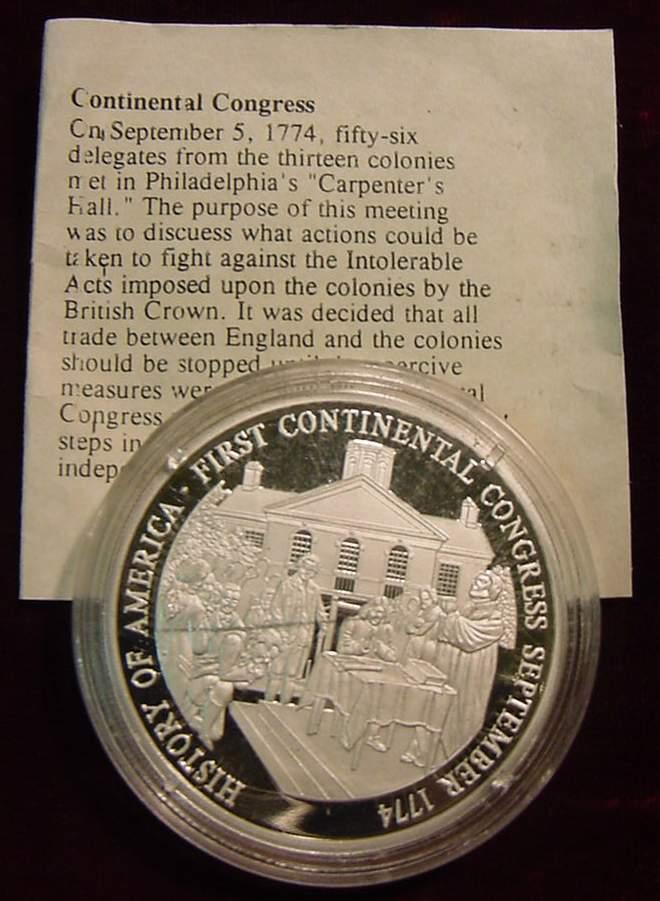 Continental Congress
On September 5, 1774, fifty-six
delegates from the thirteen colonies
met in Philadelphia's "Carpenter's
Hall." The purpose of this meeting
was to discuss what actions could be
taken to fight against the Intolerable
Acts imposed upon the colonies by the
British Crown. It was decided that all
trade between England and the colonies
should be stopped
measures
Congress
steps in
HISTORY OF AMERICA - FIRST CONTINENTAL CONGRESS SEPTEMBER 1774